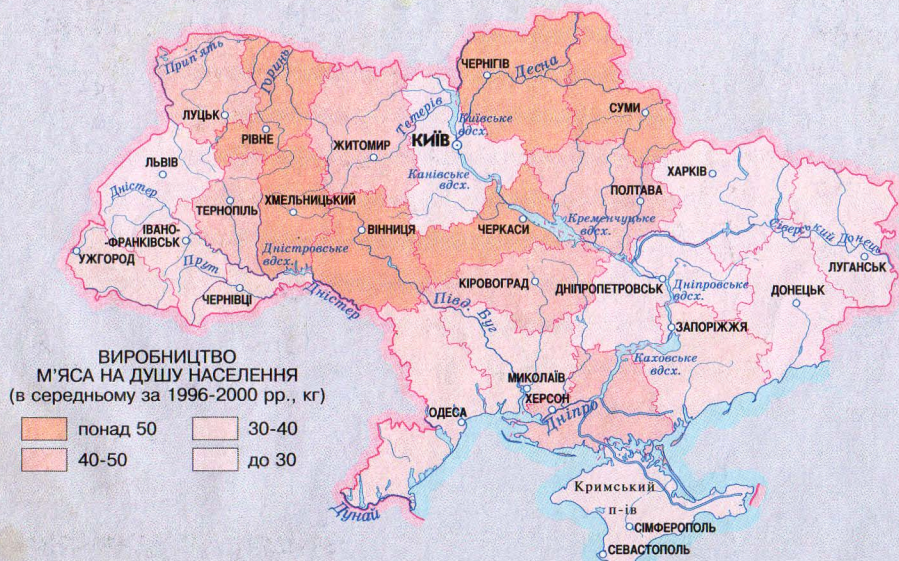 Прип'ять
Горинь
ЛУЦЬК
РІВНЕ
ЖИТОМИР
Тетерів
КИЇВ
Київське
вдсх.
ЧЕРНІГІВ
Десна
СУМИ
ЛЬВІВ
Дністер
ТЕРНОПІЛЬ
ХМЕЛЬНИЦЬКИЙ
ВІННИЦЯ
Канівське
вдсх.
ЧЕРКАСИ
ПОЛТАВА
Кременчуцьке
вдсх.
ХАРКІВ
Сіверський Донець
ЛУГАНСЬК
ІВАНО-
-ФРАНКІВСЬК
УЖГОРОД
Прут
ЧЕРНІВЦІ
Дністровське
вдсх.
Дністер
Півд. Буг
КІРОВОГРАД
ДНІПРОПЕТРОВСЬК
Дніпровське
вдсх.
ДОНЕЦЬК
ЗАПОРІЖЖЯ
Каховське
вдсх.
МИКОЛАЇВ
ХЕРСОН
Дніпро
ОДЕСА
Дунай
Кримський
п-ів
СІМФЕРОПОЛЬ
СЕВАСТОПОЛЬ
ВИРОБНИЦТВО
М'ЯСА НА ДУШУ НАСЕЛЕННЯ
(в середньому за 1996-2000 рр., кг)
понад 50
30-40
40-50
до 30